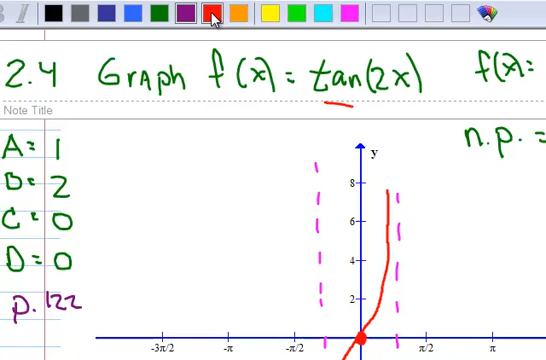 2.4 Graph f(x) = tan(2x) f(x) =
Note Title
n.p. =
A = 1
B = 2
C = 0
D = 0
p. 122
y
8
6
4
2
-3π/2 -π -π/2 π/2 π